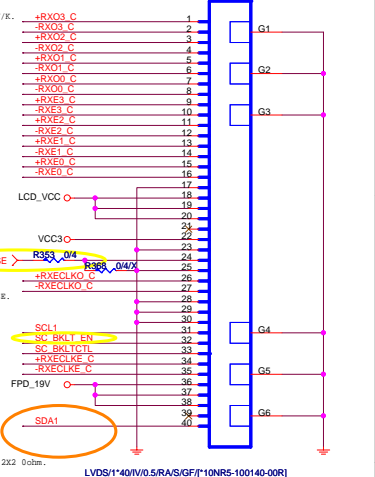 /K.
+RXO3_C 1
-RXO3_C 2 G1
+RXO2_C 3
-RXO2_C 4
+RXO1_C 5
-RXO1_C 6 G2
+RXO0_C 7
-RXO0_C 8
+RXE3_C 9
-RXE3_C 10 G3
+RXE2_C 11
-RXE2_C 12
+RXE1_C 13
-RXE1_C 14
+RXE0_C 15
-RXE0_C 16
17
LCD_VCC 18
19
20
21
VCC3 22
23
SE R353 0/4 24
R368 0/4/X 25
+RXECLKO_C 26
-RXECLKO_C 27
E.
28
29
30
SCL1 31 G4
SC_BKLT_EN 32
SC_BKLTCTL 33
+RXECLKE_C 34
-RXECLKE_C 35 G5
FPD_19V 36
37
38
39 G6
SDA1 40
2X2 0ohm.
LVDS/1*40/IV/0.5/RA/S/GF/[*10NR5-100140-00R]